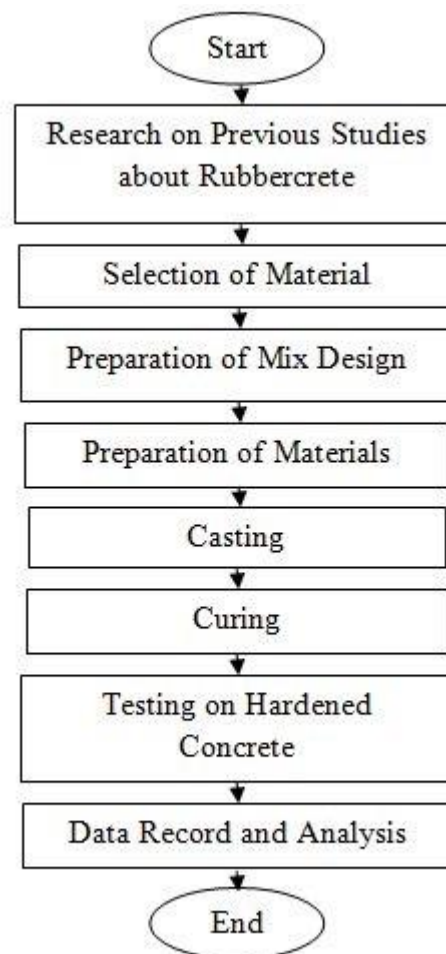 Start
Research on Previous Studies
about Rubbercrete
Selection of Material
Preparation of Mix Design
Preparation of Materials
Casting
Curing
Testing on Hardened
Concrete
Data Record and Analysis
End